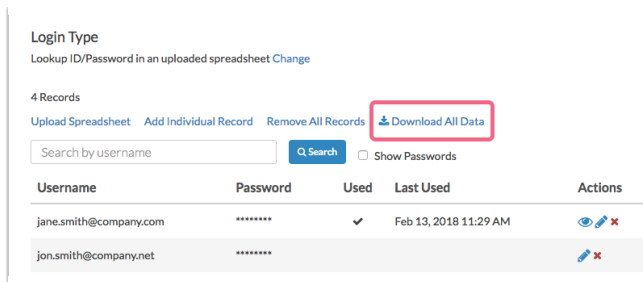 Login Type
Lookup ID/Password in an uploaded spreadsheet Change
4 Records
Upload Spreadsheet Add Individual Record Remove All Records Download All Data
Search by username Search Show Passwords
Username Password Used Last Used Actions
jane.smith@company.com ******** ✔ Feb 13, 2018 11:29 AM
jon.smith@company.net ********